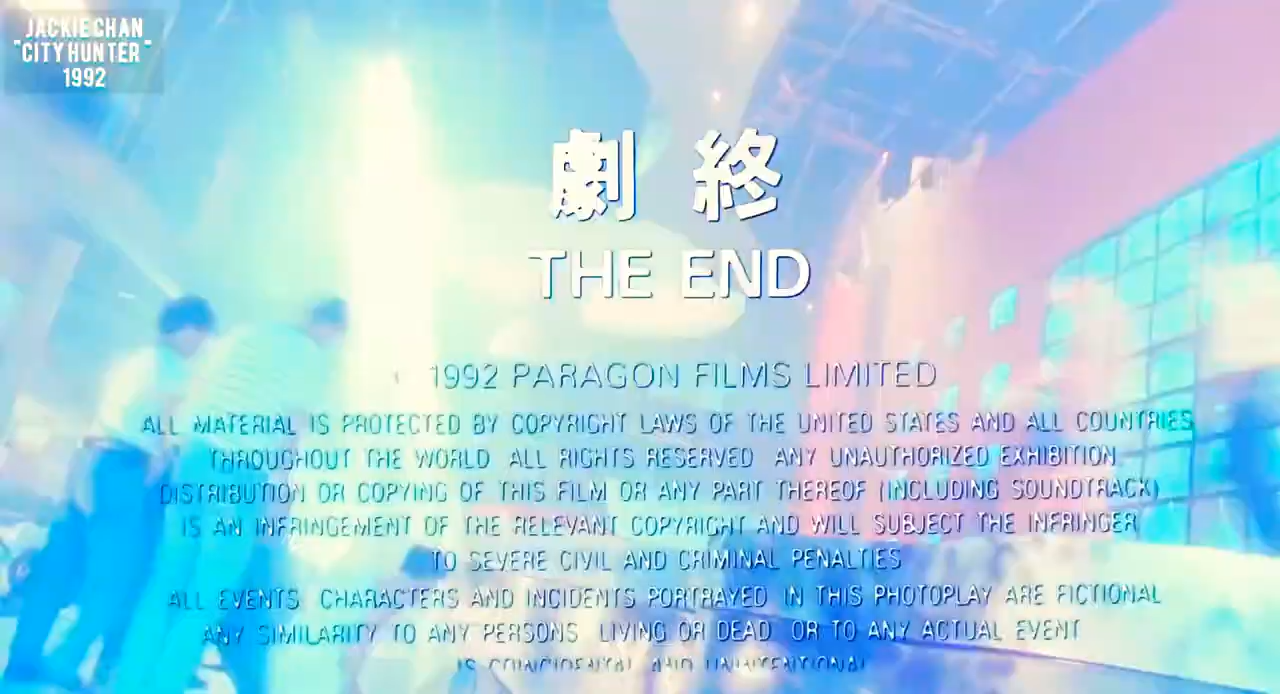 JACKIE CHAN
"CITY HUNTER"
1992
劇終
THE END
1992 PARAGON FILMS LIMITED
ALL MATERIAL IS PROTECTED BY COPYRIGHT LAWS OF THE UNITED STATES AND ALL COUNTRIES
THROUGHOUT THE WORLD ALL RIGHTS RESERVED ANY UNAUTHORIZED EXHIBITION
DISTRIBUTION OR COPYING OF THIS FILM OR ANY PART THEREOF (INCLUDING SOUNDTRACK)
IS AN INFRINGEMENT OF THE RELEVANT COPYRIGHT AND WILL SUBJECT THE INFRINGER
TO SEVERE CIVIL AND CRIMINAL PENALTIES
ALL EVENTS CHARACTERS AND INCIDENTS PORTRAYED IN THIS PHOTOPLAY ARE FICTIONAL
ANY SIMILARITY TO ANY PERSONS LIVING OR DEAD OR TO ANY ACTUAL EVENT
IS COINCIDENTAL AND UNINTENTIONAL